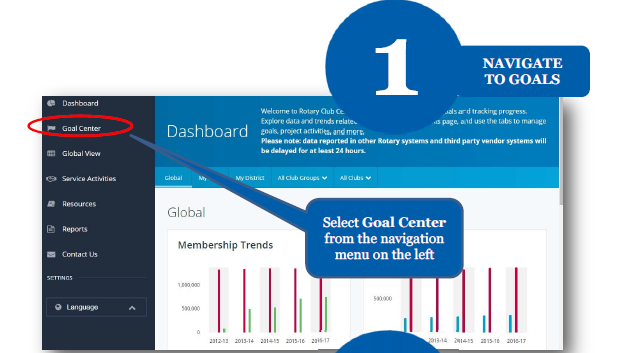 1
NAVIGATE
TO GOALS
Dashboard
Goal Center
Global View
Service Activities
Resources
Reports
Contact Us
SETTINGS
Language
Dashboard
Welcome to Rotary Club
and tracking progress.
Explore data and trends related
page, and use the tabs to manage
goals, project activities, and more.
Please note: data reported in other Rotary systems and third party vendor systems will
be delayed for at least 24 hours.
Global
My District
All Club Groups
All Clubs
Global
Membership Trends
1,000,000
500,000
0
2012-13 2013-14 2014-15 2015-16 2016-17
500,000
2013-14 2014-15 2015-16 2016-17
Select Goal Center
from the navigation
menu on the left